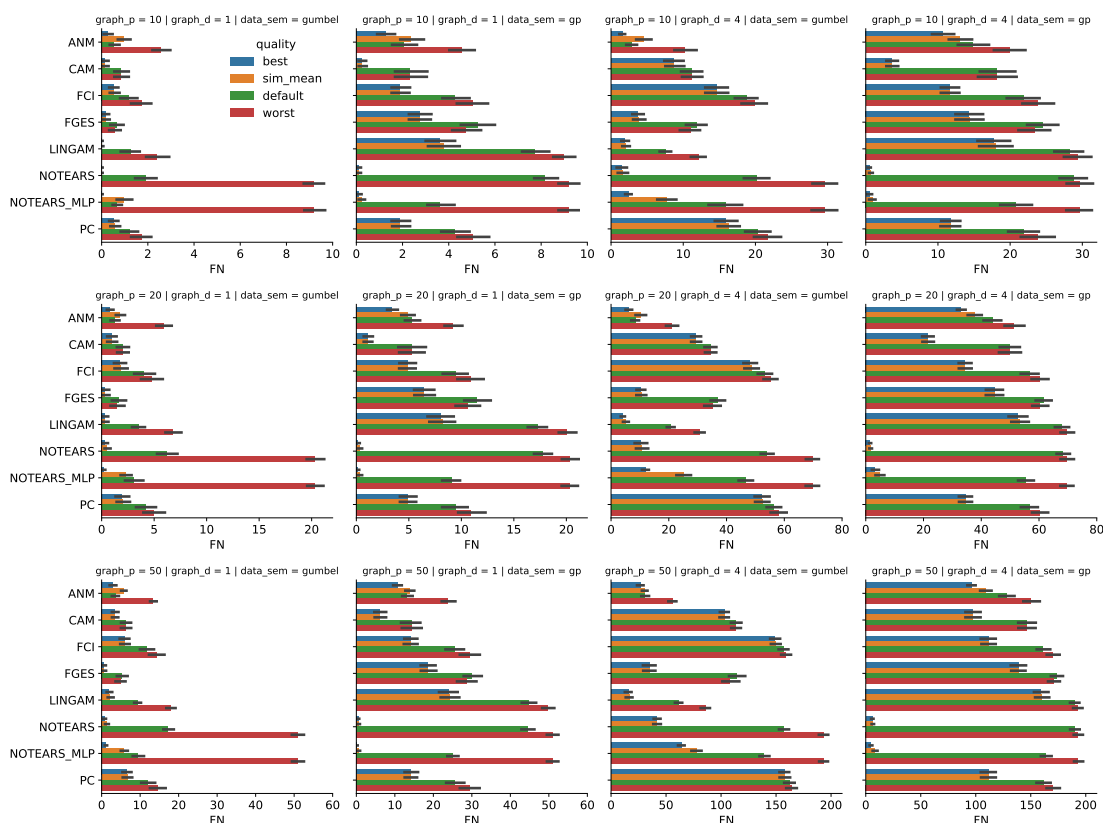 graph_p = 10 | graph_d = 1 | data_sem = gumbel
graph_p = 10 | graph_d = 1 | data_sem = gp
graph_p = 10 | graph_d = 4 | data_sem = gumbel
graph_p = 10 | graph_d = 4 | data_sem = gp
quality
best
sim_mean
default
worst
ANM
CAM
FCI
FGES
LINGAM
NOTEARS
NOTEARS_MLP
PC
0 2 4 6 8 10
0 2 4 6 8 10
0 10 20 30
0 10 20 30
FN
FN
FN
FN
graph_p = 20 | graph_d = 1 | data_sem = gumbel
graph_p = 20 | graph_d = 1 | data_sem = gp
graph_p = 20 | graph_d = 4 | data_sem = gumbel
graph_p = 20 | graph_d = 4 | data_sem = gp
ANM
CAM
FCI
FGES
LINGAM
NOTEARS
NOTEARS_MLP
PC
0 5 10 15 20
0 5 10 15 20
0 20 40 60 80
0 20 40 60 80
FN
FN
FN
FN
graph_p = 50 | graph_d = 1 | data_sem = gumbel
graph_p = 50 | graph_d = 1 | data_sem = gp
graph_p = 50 | graph_d = 4 | data_sem = gumbel
graph_p = 50 | graph_d = 4 | data_sem = gp
ANM
CAM
FCI
FGES
LINGAM
NOTEARS
NOTEARS_MLP
PC
0 10 20 30 40 50 60
0 10 20 30 40 50 60
0 50 100 150 200
0 50 100 150 200
FN
FN
FN
FN